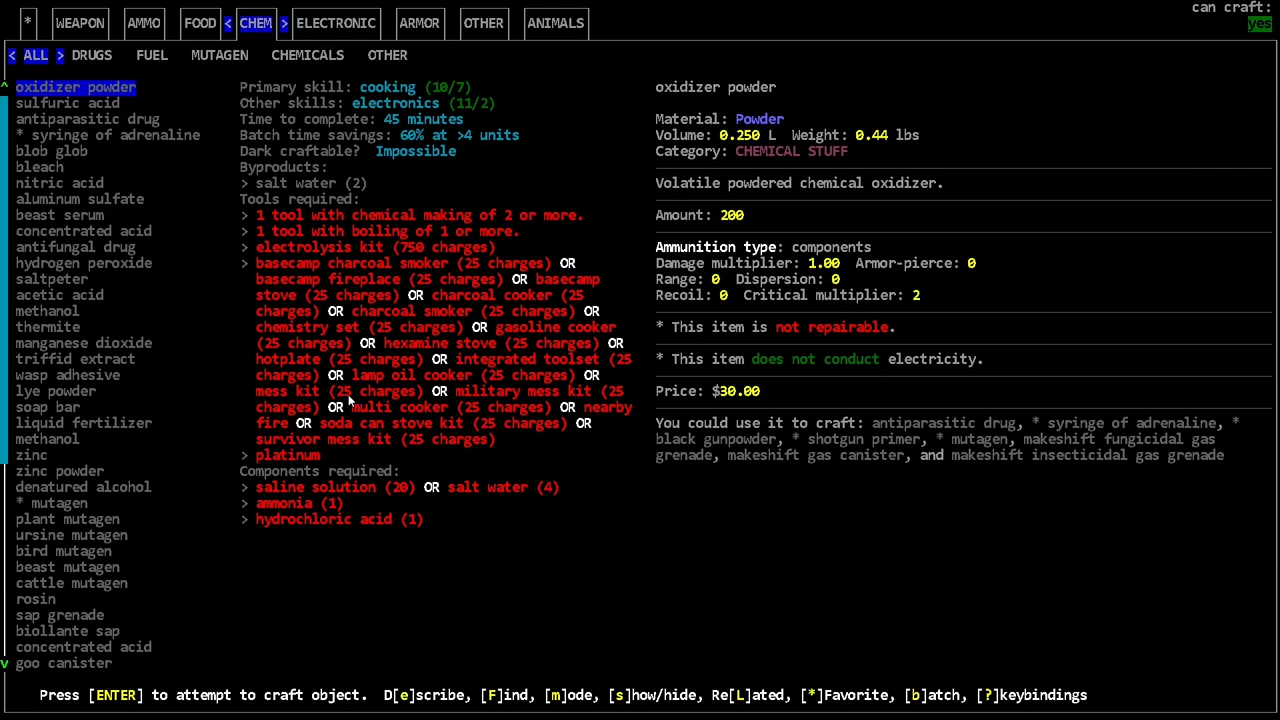 can craft:
* WEAPON AMMO FOOD < CHEM > ELECTRONIC ARMOR OTHER ANIMALS yes
< ALL > DRUGS FUEL MUTAGEN CHEMICALS OTHER
^ oxidizer powder
sulfuric acid
antiparasitic drug
* syringe of adrenaline
blob glob
bleach
nitric acid
aluminum sulfate
beast serum
concentrated acid
antifungal drug
hydrogen peroxide
saltpeter
acetic acid
methanol
thermite
manganese dioxide
triffid extract
wasp adhesive
lye powder
soap bar
liquid fertilizer
methanol
zinc
zinc powder
denatured alcohol
* mutagen
plant mutagen
ursine mutagen
bird mutagen
beast mutagen
cattle mutagen
rosin
sap grenade
biollante sap
concentrated acid
v goo canister
Primary skill: cooking (10/7)
Other skills: electronics (11/2)
Time to complete: 45 minutes
Batch time savings: 60% at >4 units
Dark craftable? Impossible
Byproducts:
> salt water (2)
Tools required:
> 1 tool with chemical making of 2 or more.
> 1 tool with boiling of 1 or more.
> electrolysis kit (750 charges)
> basecamp charcoal smoker (25 charges) OR
basecamp fireplace (25 charges) OR basecamp
stove (25 charges) OR charcoal cooker (25
charges) OR charcoal smoker (25 charges) OR
chemistry set (25 charges) OR gasoline cooker
(25 charges) OR hexamine stove (25 charges) OR
hotplate (25 charges) OR integrated toolset (25
charges) OR lamp oil cooker (25 charges) OR
mess kit (25 charges) OR military mess kit (25
charges) OR multi cooker (25 charges) OR nearby
fire OR soda can stove kit (25 charges) OR
survivor mess kit (25 charges)
> platinum
Components required:
> saline solution (20) OR salt water (4)
> ammonia (1)
> hydrochloric acid (1)
oxidizer powder
Material: Powder
Volume: 0.250 L Weight: 0.44 lbs
Category: CHEMICAL STUFF
Volatile powdered chemical oxidizer.
Amount: 200
Ammunition type: components
Damage multiplier: 1.00 Armor-pierce: 0
Range: 0 Dispersion: 0
Recoil: 0 Critical multiplier: 2
* This item is not repairable.
* This item does not conduct electricity.
Price: $30.00
You could use it to craft: antiparasitic drug, * syringe of adrenaline, *
black gunpowder, * shotgun primer, * mutagen, makeshift fungicidal gas
grenade, makeshift gas canister, and makeshift insecticidal gas grenade
Press [ENTER] to attempt to craft object. D[e]scribe, [F]ind, [m]ode, [s]how/hide, Re[L]ated, [*]Favorite, [b]atch, [?]keybindings